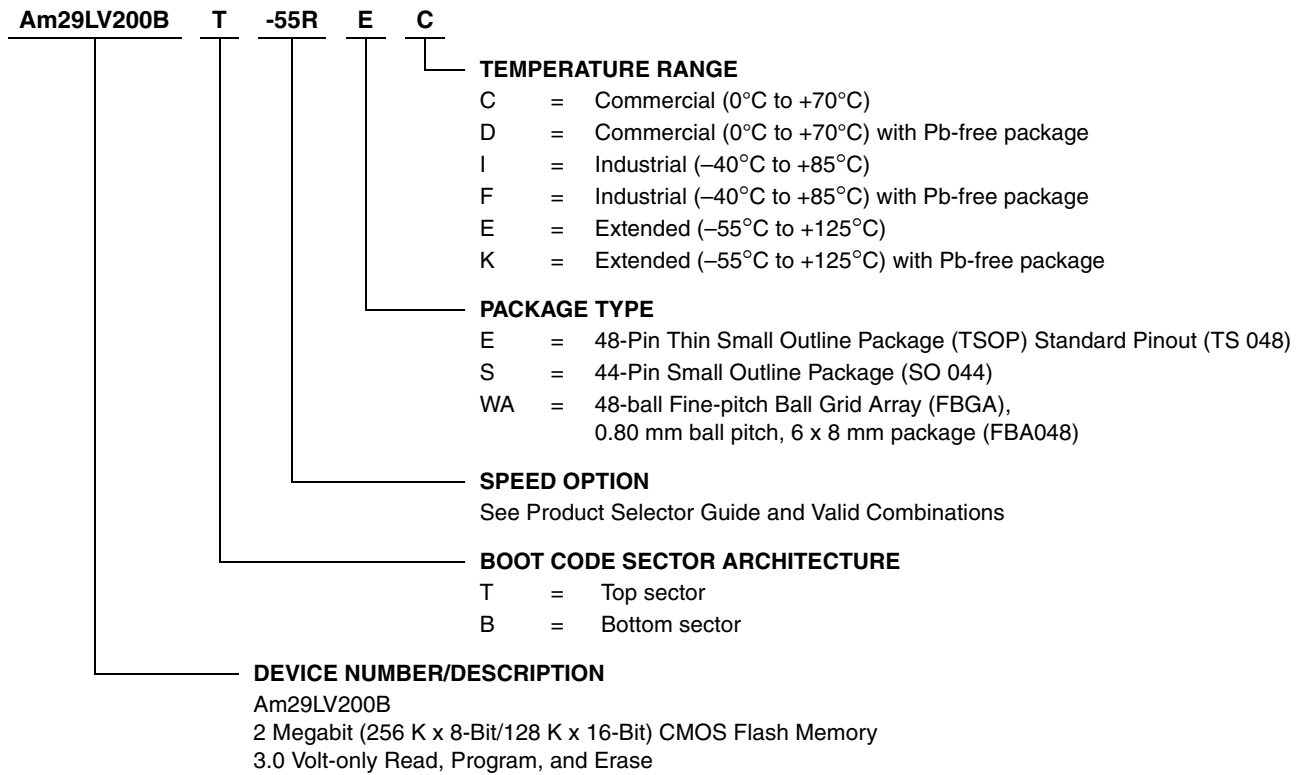 Am29LV200B T -55R E C
TEMPERATURE RANGE
C = Commercial (0°C to +70°C)
D = Commercial (0°C to +70°C) with Pb-free package
I = Industrial (–40°C to +85°C)
F = Industrial (–40°C to +85°C) with Pb-free package
E = Extended (–55°C to +125°C)
K = Extended (–55°C to +125°C) with Pb-free package
PACKAGE TYPE
E = 48-Pin Thin Small Outline Package (TSOP) Standard Pinout (TS 048)
S = 44-Pin Small Outline Package (SO 044)
WA = 48-ball Fine-pitch Ball Grid Array (FBGA),
0.80 mm ball pitch, 6 x 8 mm package (FBA048)
SPEED OPTION
See Product Selector Guide and Valid Combinations
BOOT CODE SECTOR ARCHITECTURE
T = Top sector
B = Bottom sector
DEVICE NUMBER/DESCRIPTION
Am29LV200B
2 Megabit (256 K x 8-Bit/128 K x 16-Bit) CMOS Flash Memory
3.0 Volt-only Read, Program, and Erase